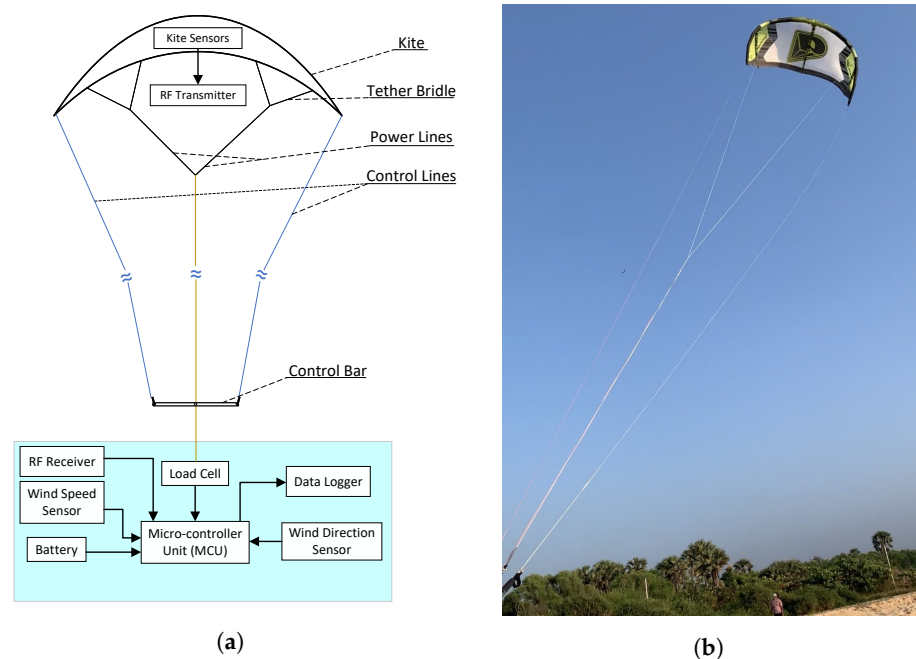 Kite Sensors
Kite
RF Transmitter
Tether Bridle
Power Lines
Control Lines
Control Bar
RF Receiver
Load Cell
Data Logger
Wind Speed
Sensor
Micro-controller
Unit (MCU)
Wind Direction
Sensor
Battery
(a)
(b)